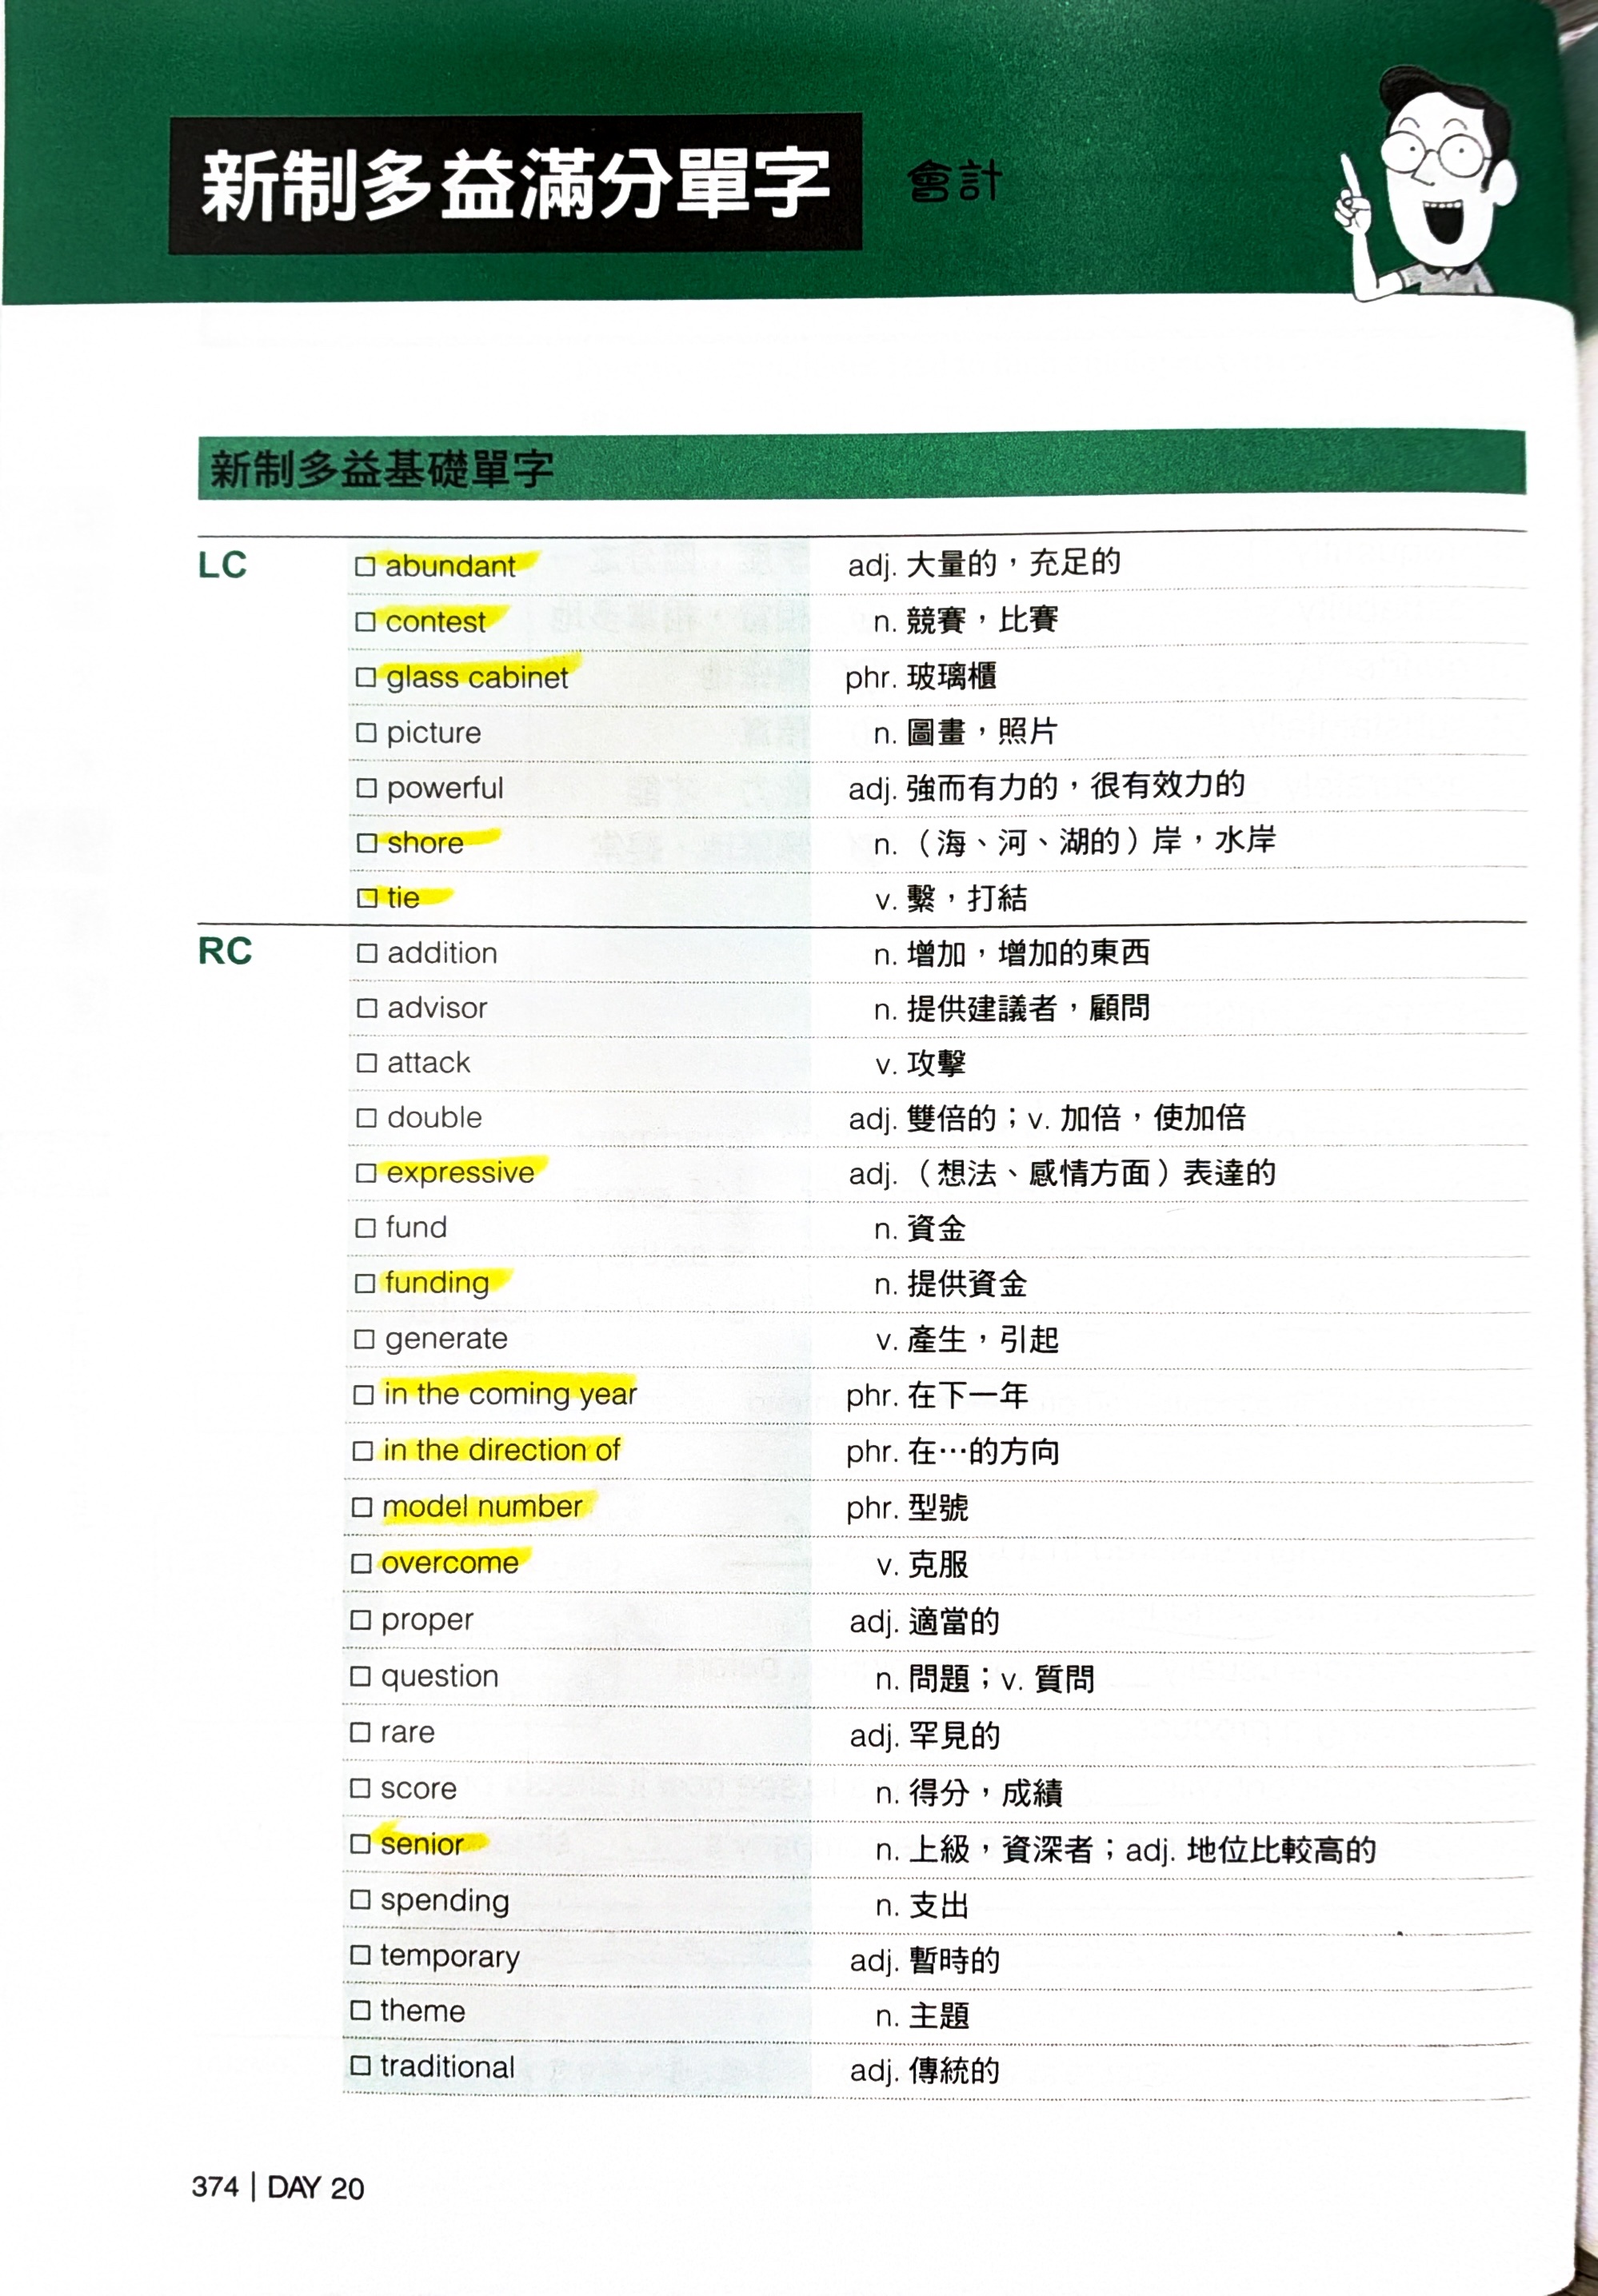 新制多益滿分單字 會計
新制多益基礎單字
LC □ abundant adj. 大量的，充足的
□ contest n. 競賽，比賽
□ glass cabinet phr. 玻璃櫃
□ picture n. 圖畫，照片
□ powerful adj. 強而有力的，很有效力的
□ shore n.（海、河、湖的）岸，水岸
□ tie v. 繫，打結
RC □ addition n. 增加，增加的東西
□ advisor n. 提供建議者，顧問
□ attack v. 攻擊
□ double adj. 雙倍的；v. 加倍，使加倍
□ expressive adj.（想法、感情方面）表達的
□ fund n. 資金
□ funding n. 提供資金
□ generate v. 產生，引起
□ in the coming year phr. 在下一年
□ in the direction of phr. 在…的方向
□ model number phr. 型號
□ overcome v. 克服
□ proper adj. 適當的
□ question n. 問題；v. 質問
□ rare adj. 罕見的
□ score n. 得分，成績
□ senior n. 上級，資深者；adj. 地位比較高的
□ spending n. 支出
□ temporary adj. 暫時的
□ theme n. 主題
□ traditional adj. 傳統的
374 | DAY 20